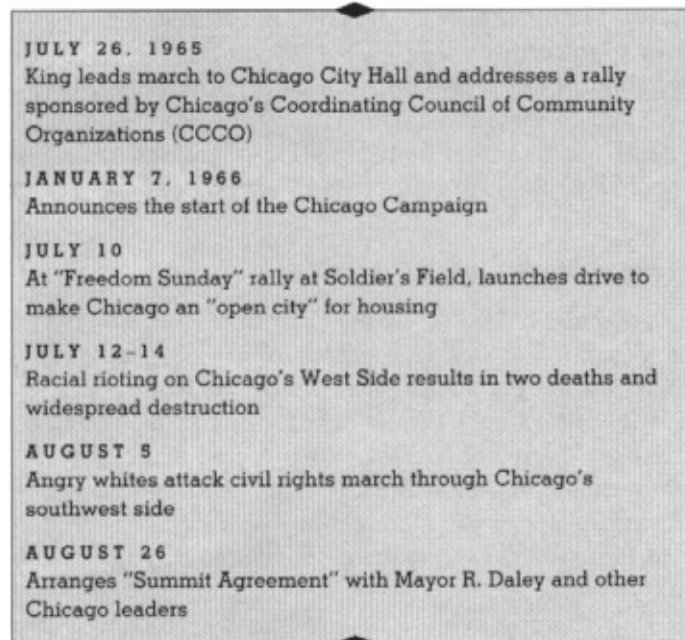 JULY 26, 1965
King leads march to Chicago City Hall and addresses a rally
sponsored by Chicago's Coordinating Council of Community
Organizations (CCCO)
JANUARY 7, 1966
Announces the start of the Chicago Campaign
JULY 10
At "Freedom Sunday" rally at Soldier's Field, launches drive to
make Chicago an "open city" for housing
JULY 12–14
Racial rioting on Chicago's West Side results in two deaths and
widespread destruction
AUGUST 5
Angry whites attack civil rights march through Chicago's
southwest side
AUGUST 26
Arranges "Summit Agreement" with Mayor R. Daley and other
Chicago leaders